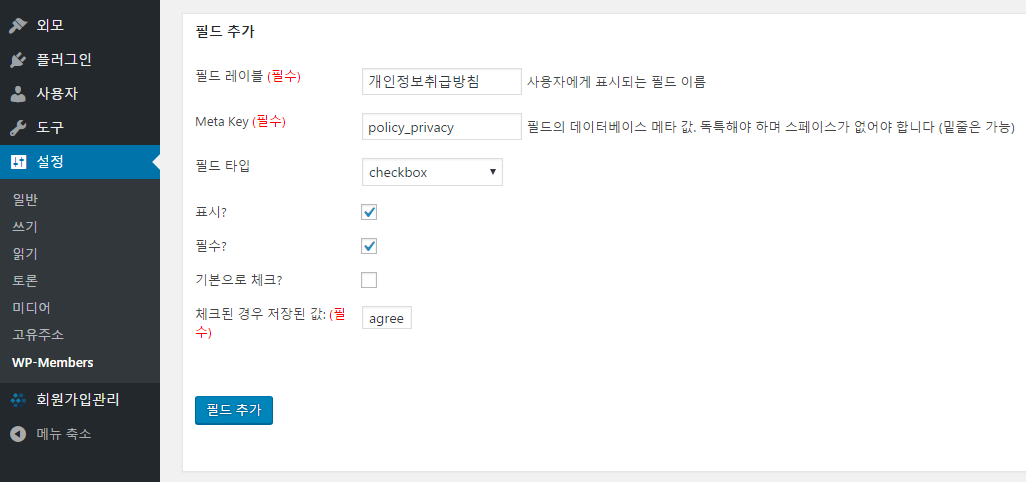 외모
플러그인
사용자
도구
설정
일반
쓰기
읽기
토론
미디어
고유주소
WP-Members
회원가입관리
메뉴 축소
필드 추가
필드 레이블 (필수) 개인정보취급방침 사용자에게 표시되는 필드 이름
Meta Key (필수) policy_privacy 필드의 데이터베이스 메타 값. 독특해야 하며 스페이스가 없어야 합니다 (밑줄은 가능)
필드 타입 checkbox
표시?
필수?
기본으로 체크?
체크된 경우 저장된 값: (필
수) agree
필드 추가